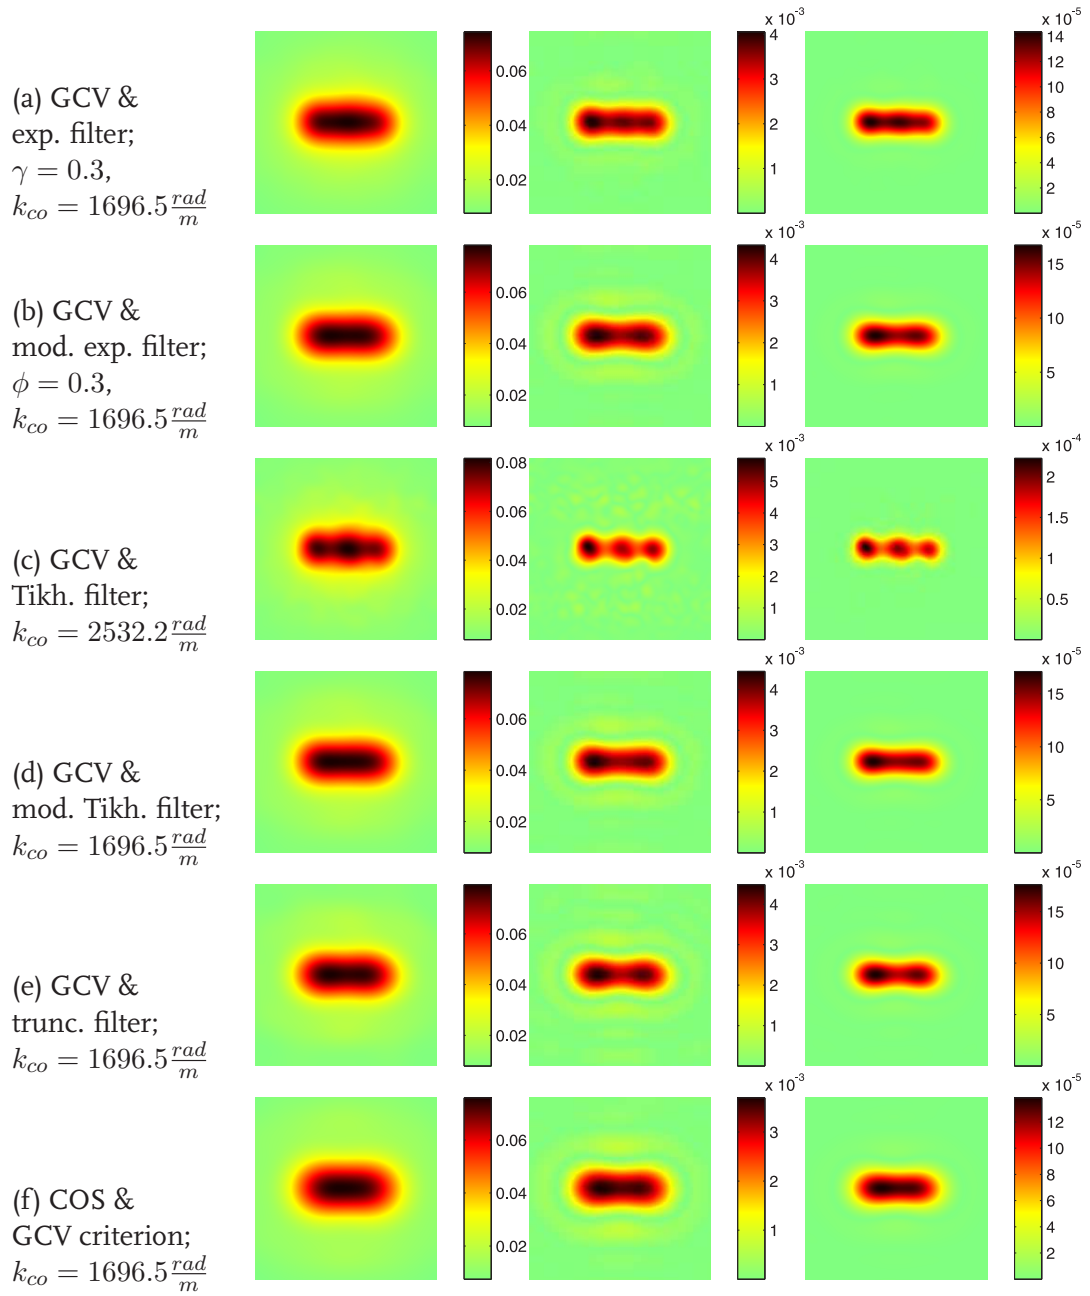 x 10⁻³
x 10⁻⁵
(a) GCV &
exp. filter;
γ = 0.3,
k_co = 1696.5 rad/m
0.06
0.04
0.02
4
3
2
1
14
12
10
8
6
4
2
x 10⁻³
x 10⁻⁵
(b) GCV &
mod. exp. filter;
ϕ = 0.3,
k_co = 1696.5 rad/m
0.06
0.04
0.02
4
3
2
1
15
10
5
x 10⁻³
x 10⁻⁴
(c) GCV &
Tikh. filter;
k_co = 2532.2 rad/m
0.08
0.06
0.04
0.02
5
4
3
2
1
2
1.5
1
0.5
x 10⁻³
x 10⁻⁵
(d) GCV &
mod. Tikh. filter;
k_co = 1696.5 rad/m
0.06
0.04
0.02
4
3
2
1
15
10
5
x 10⁻³
x 10⁻⁵
(e) GCV &
trunc. filter;
k_co = 1696.5 rad/m
0.06
0.04
0.02
4
3
2
1
15
10
5
x 10⁻³
x 10⁻⁵
(f) COS &
GCV criterion;
k_co = 1696.5 rad/m
0.06
0.04
0.02
3
2
1
12
10
8
6
4
2